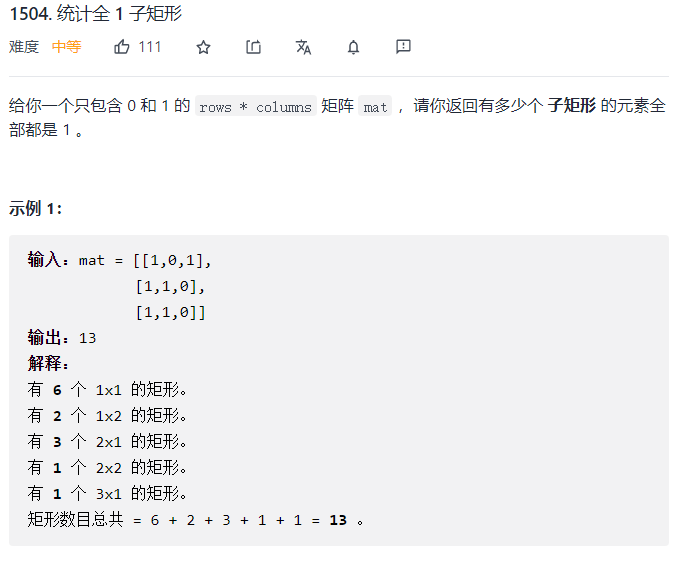 1504. 统计全 1 子矩形
难度 中等 111
给你一个只包含 0 和 1 的 rows * columns 矩阵 mat ，请你返回有多少个 子矩形 的元素全
部都是 1 。
示例 1：
输入：mat = [[1,0,1],
[1,1,0],
[1,1,0]]
输出：13
解释：
有 6 个 1x1 的矩形。
有 2 个 1x2 的矩形。
有 3 个 2x1 的矩形。
有 1 个 2x2 的矩形。
有 1 个 3x1 的矩形。
矩形数目总共 = 6 + 2 + 3 + 1 + 1 = 13 。